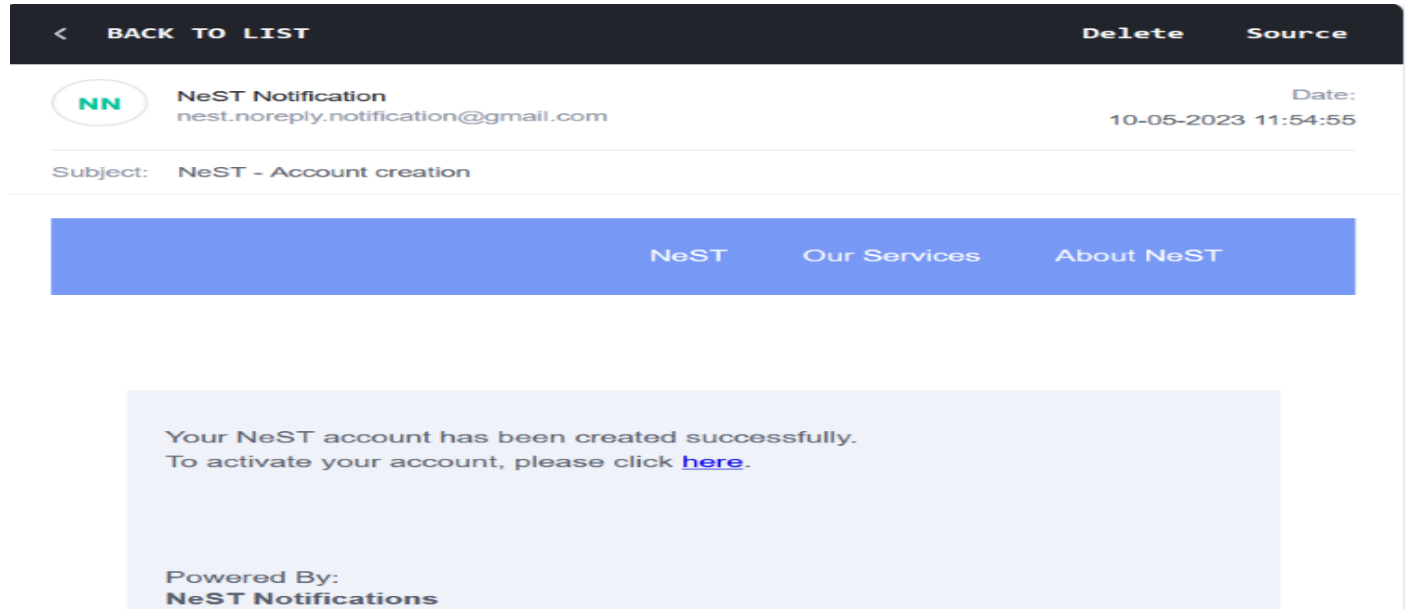 < BACK TO LIST Delete Source
NN NeST Notification Date:
nest.noreply.notification@gmail.com 10-05-2023 11:54:55
Subject: NeST - Account creation
NeST Our Services About NeST
Your NeST account has been created successfully.
To activate your account, please click here.
Powered By:
NeST Notifications